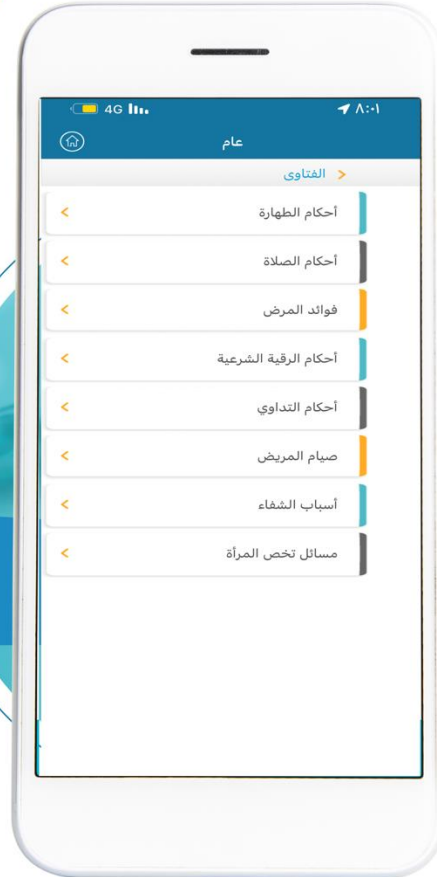 4G ٨:٠١
عام
الفتاوى
أحكام الطهارة
أحكام الصلاة
فوائد المرض
أحكام الرقية الشرعية
أحكام التداوي
صيام المريض
أسباب الشفاء
مسائل تخص المرأة